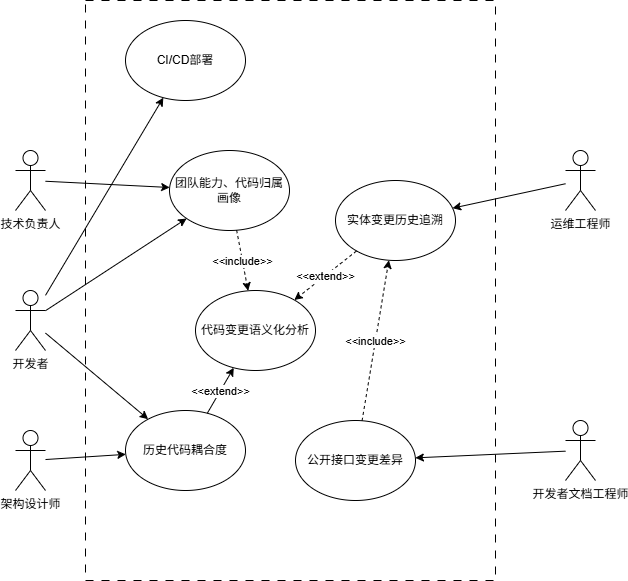 CI/CD部署
团队能力、代码归属
画像
技术负责人
实体变更历史追溯
运维工程师
<<include>>
<<extend>>
代码变更语义化分析
<<include>>
开发者
<<extend>>
历史代码耦合度
公开接口变更差异
架构设计师
开发者文档工程师